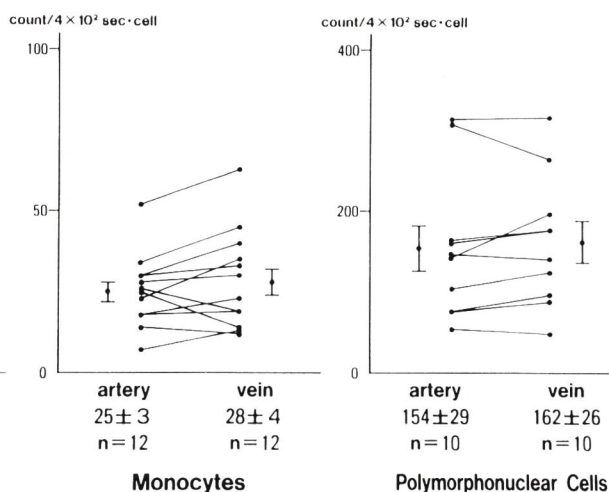 count/4×10² sec·cell
100
50
0
artery vein
25±3 28±4
n=12 n=12
Monocytes
count/4×10² sec·cell
400
200
0
artery vein
154±29 162±26
n=10 n=10
Polymorphonuclear Cells